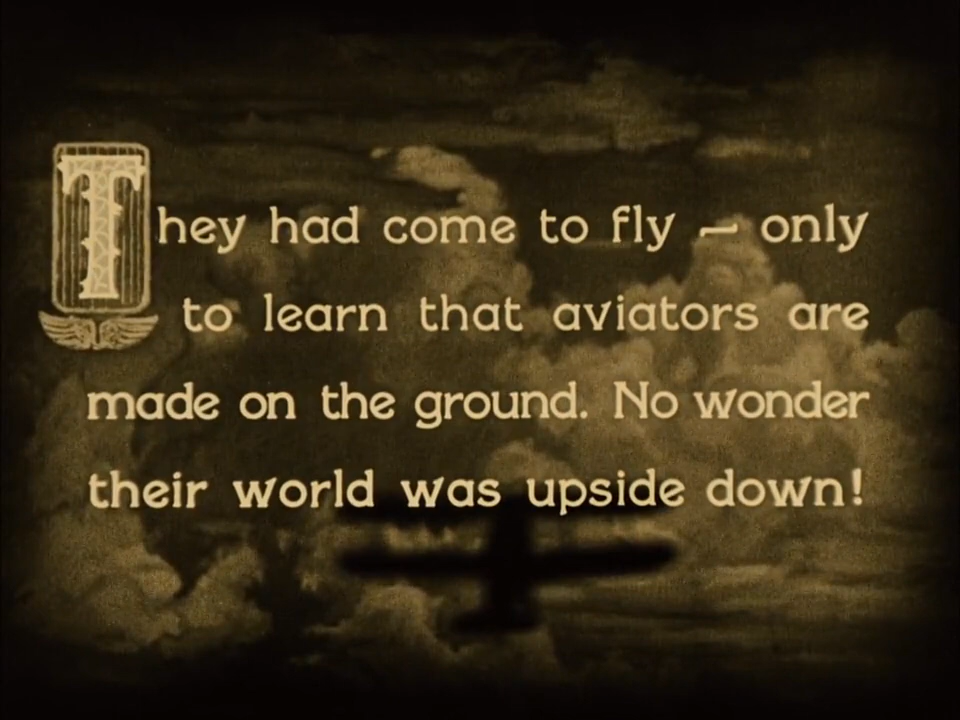 They had come to fly — only
to learn that aviators are
made on the ground. No wonder
their world was upside down!